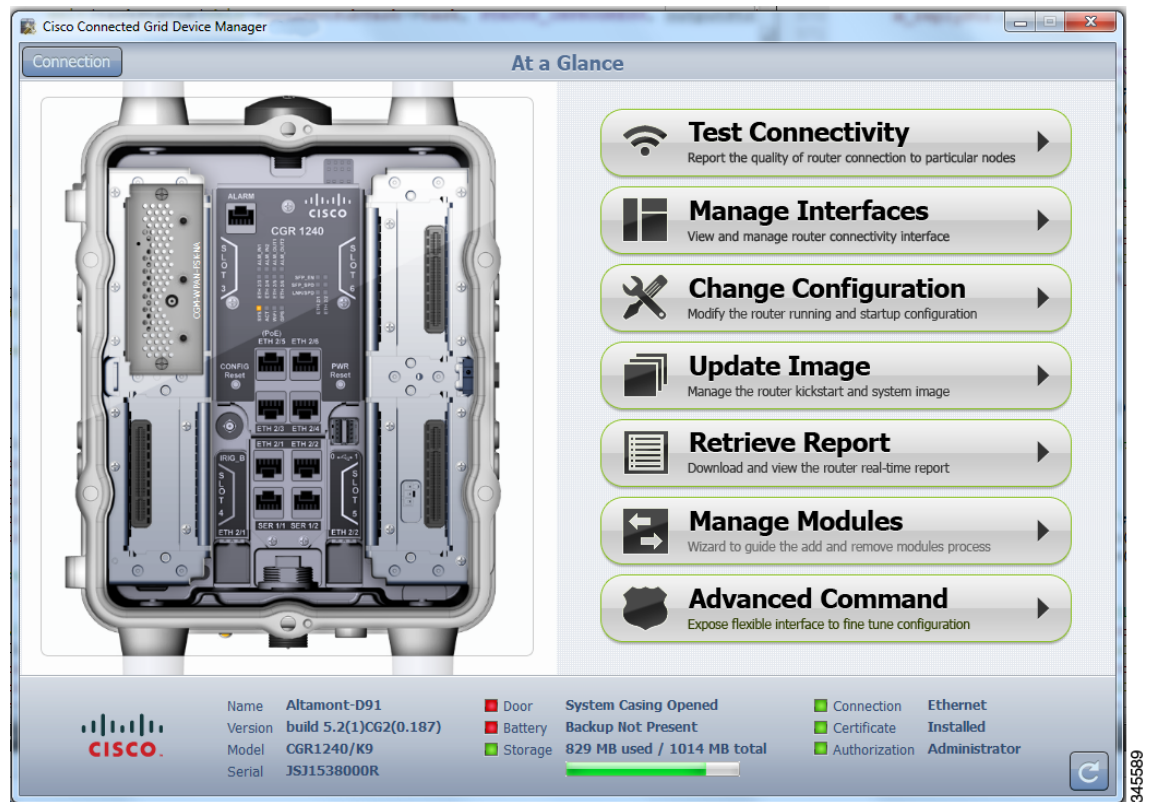 Cisco Connected Grid Device Manager
Connection
At a Glance
ALARM
CISCO
CGR 1240
SLOT 3
SLOT 6
CGM-WPAN-FSK-NA
(PoE)
ETH 2/5 ETH 2/6
CONFIG
Reset
PWR
Reset
ETH 2/3 ETH 2/4
ETH 2/1 ETH 2/2
IRIG_B
SLOT 4
SLOT 5
SER 1/1 SER 1/2
ETH 2/1
ETH 2/2
Test Connectivity
Report the quality of router connection to particular nodes
Manage Interfaces
View and manage router connectivity interface
Change Configuration
Modify the router running and startup configuration
Update Image
Manage the router kickstart and system image
Retrieve Report
Download and view the router real-time report
Manage Modules
Wizard to guide the add and remove modules process
Advanced Command
Expose flexible interface to fine tune configuration
CISCO
Name Altamont-D91
Version build 5.2(1)CG2(0.187)
Model CGR1240/K9
Serial JSJ1538000R
Door System Casing Opened
Battery Backup Not Present
Storage 829 MB used / 1014 MB total
Connection Ethernet
Certificate Installed
Authorization Administrator
345589